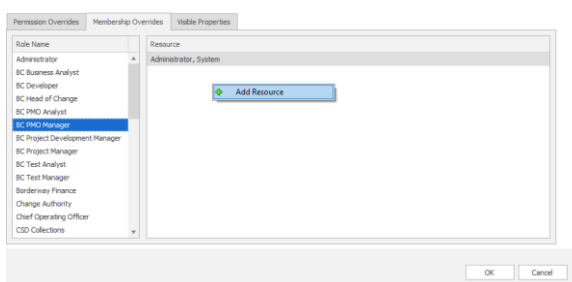 Permission Overrides Membership Overrides Visible Properties
Role Name Resource
Administrator Administrator, System
BC Business Analyst
BC Developer
Add Resource
BC Head of Change
BC PMO Analyst
BC PMO Manager
BC Project Development Manager
BC Project Manager
BC Test Analyst
BC Test Manager
Borderway Finance
Change Authority
Chief Operating Officer
CSD Collections
OK Cancel